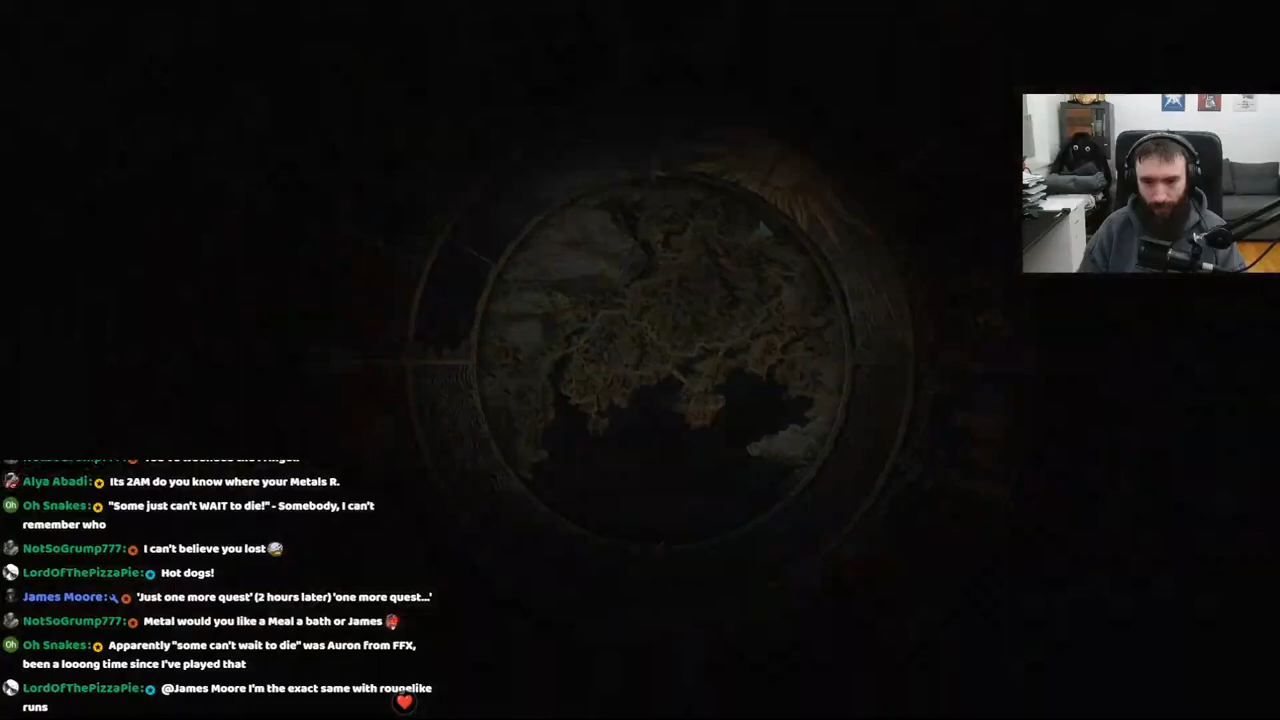 Alya Abadi: Its 2AM do you know where your Metals R.
Oh Snakes: "Some just can't WAIT to die!" - Somebody, I can't
remember who
NotSoGrump777: I can't believe you lost
LordOfThePizzaPie: Hot dogs!
James Moore: 'Just one more quest' (2 hours later) 'one more quest...'
NotSoGrump777: Metal would you like a Meal a bath or James
Oh Snakes: Apparently "some can't wait to die" was Auron from FFX,
been a looong time since I've played that
LordOfThePizzaPie: @James Moore I'm the exact same with rougelike
runs